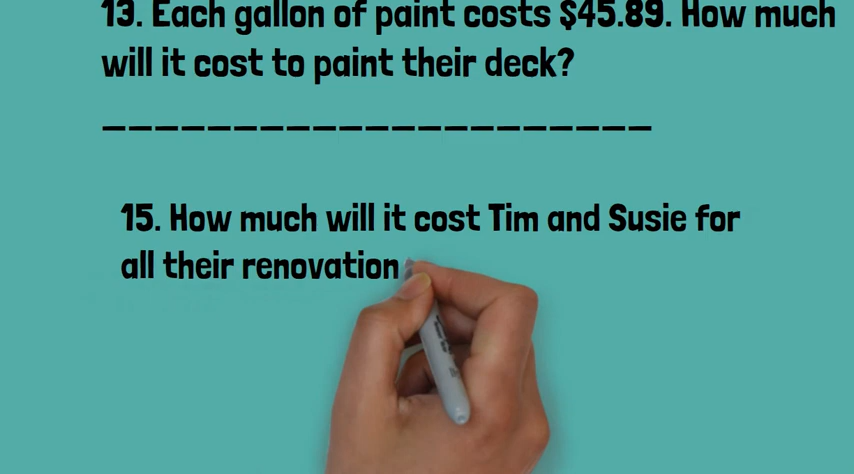 13. Each gallon of paint costs $45.89. How much
will it cost to paint their deck?
_____________________
15. How much will it cost Tim and Susie for
all their renovation